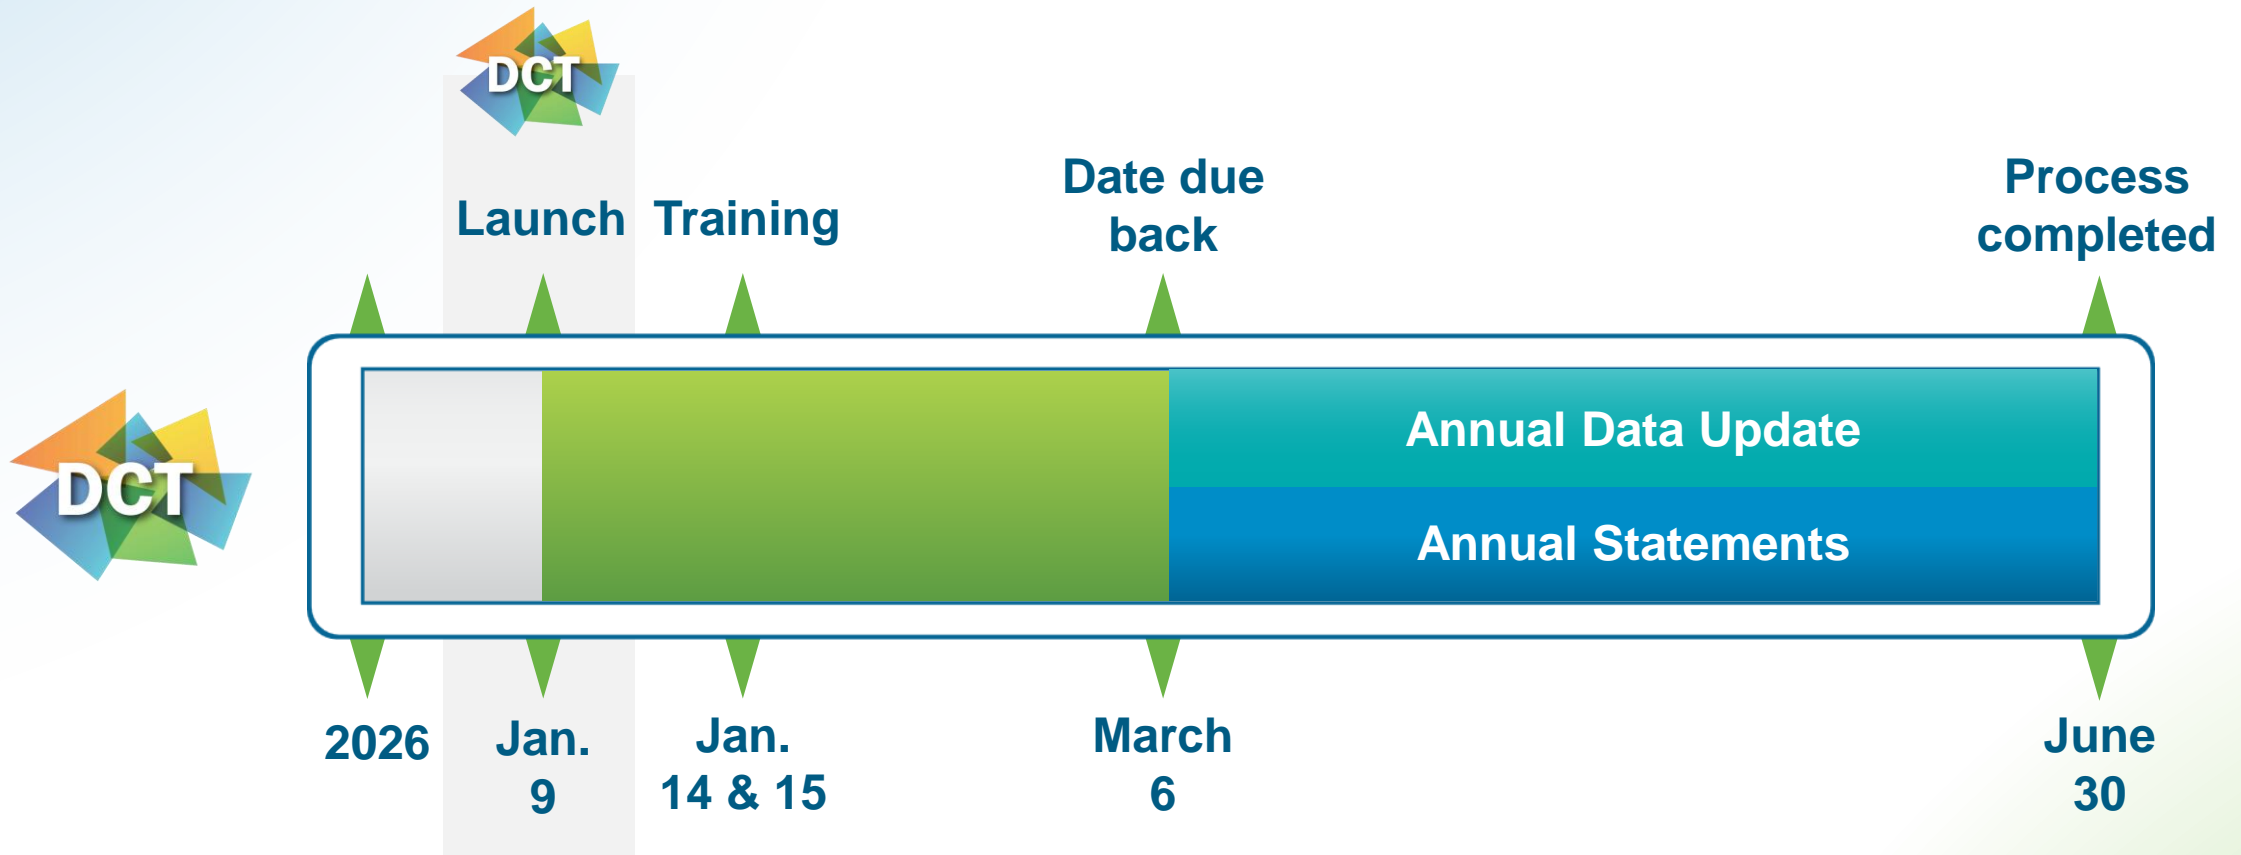 DCT
Launch
Training
Date due
back
Process
completed
DCT
Annual Data Update
Annual Statements
2026
Jan.
9
Jan.
14 & 15
March
6
June
30